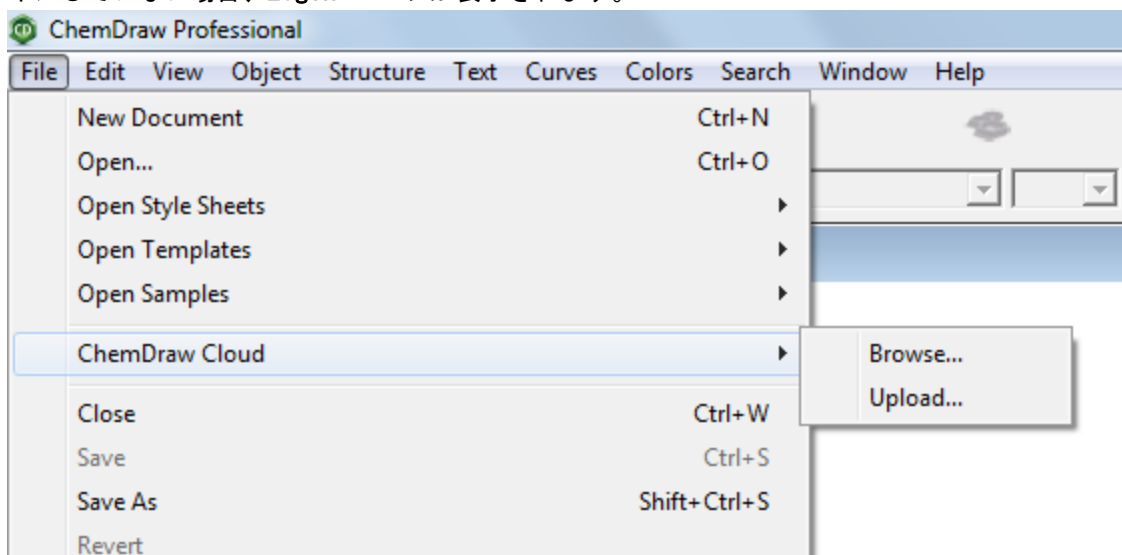 ChemDraw Professional
File Edit View Object Structure Text Curves Colors Search Window Help
New Document Ctrl+N
Open... Ctrl+O
Open Style Sheets
Open Templates
Open Samples
ChemDraw Cloud
Browse...
Upload...
Close Ctrl+W
Save Ctrl+S
Save As Shift+Ctrl+S
Revert